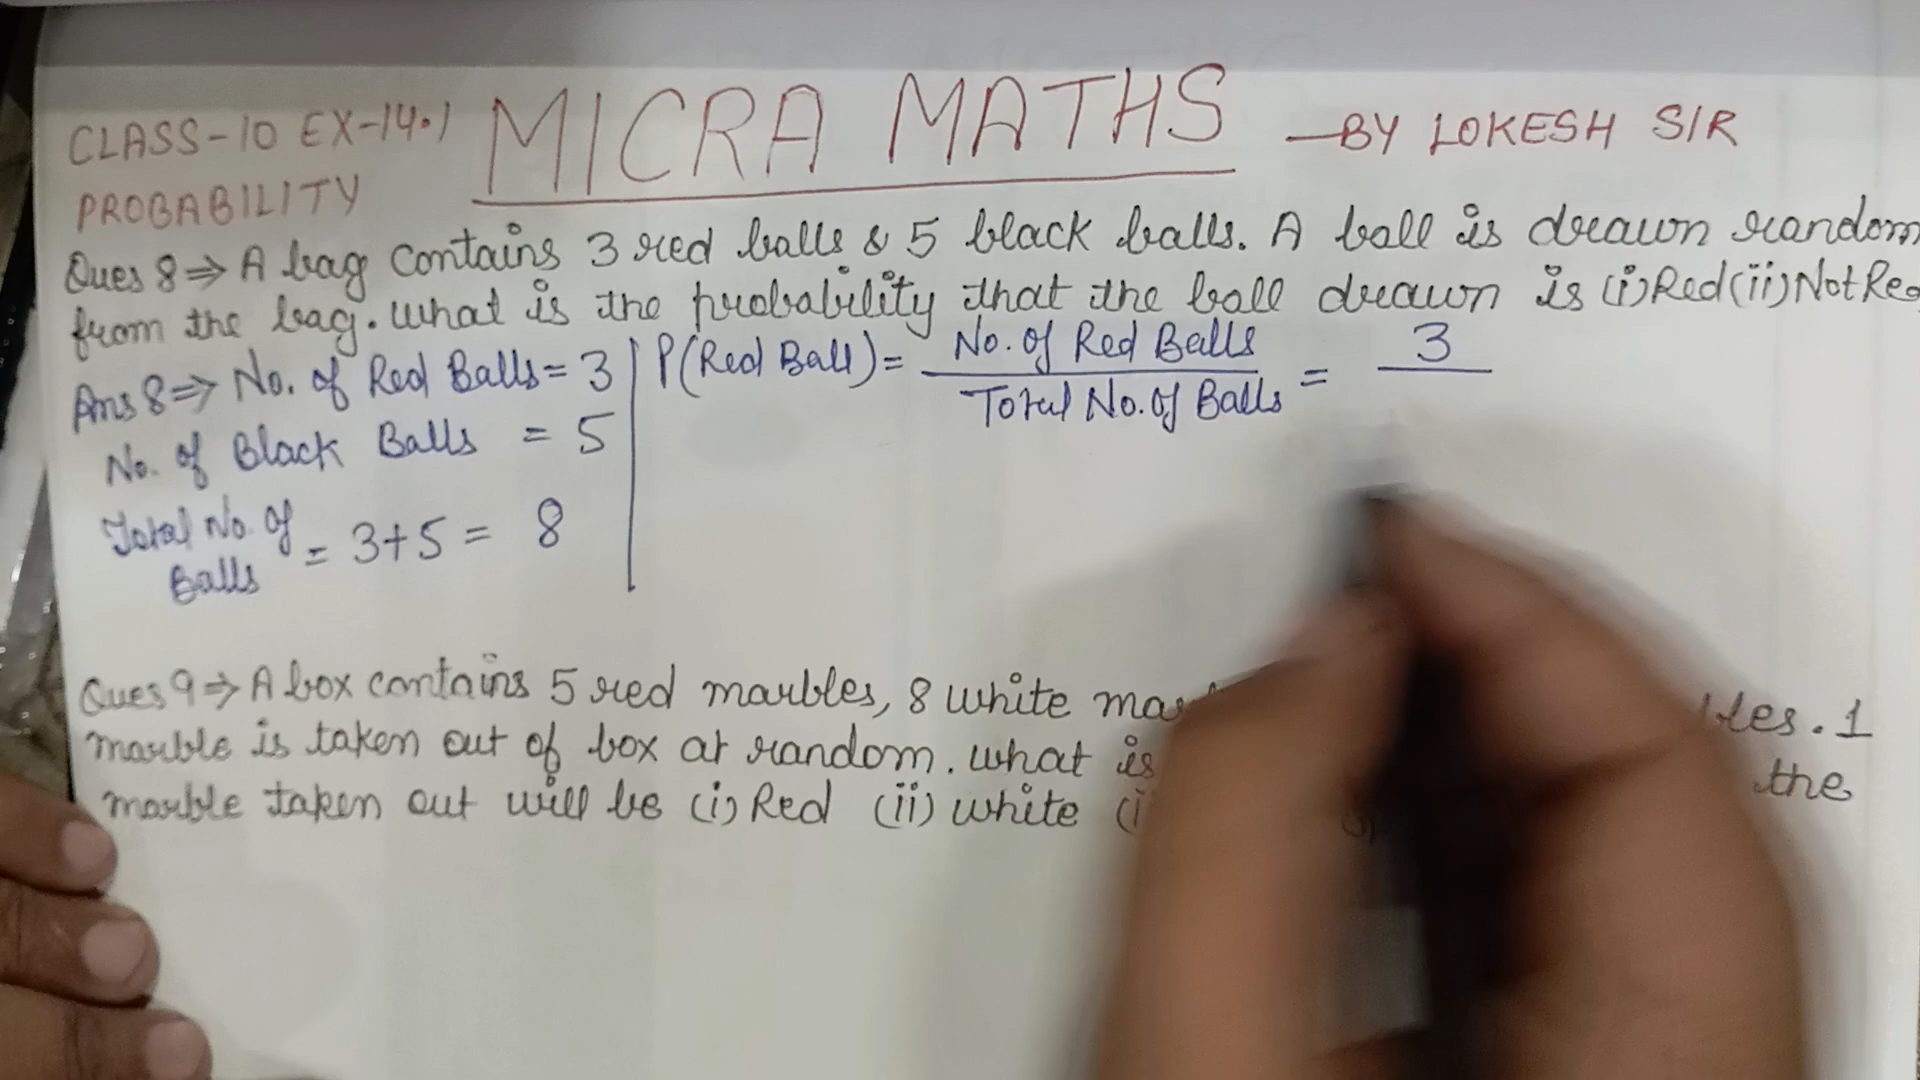 CLASS-10 EX-14.1 MICRA MATHS -BY LOKESH SIR
PROBABILITY
Ques 8⇒ A bag contains 3 red balls & 5 black balls. A ball is drawn random
from the bag. What is the probability that the ball drawn is (i) Red (ii) Not Red
Ans 8⇒ No. of Red Balls = 3
No. of Black Balls = 5
Total No. of
Balls = 3+5 = 8
P(Red Ball) = No. of Red Balls / Total No. of Balls = 3
Ques 9⇒ A box contains 5 red marbles, 8 white 1
marble is taken out of box at random. what is the
marble taken out will be (i) Red (ii) white